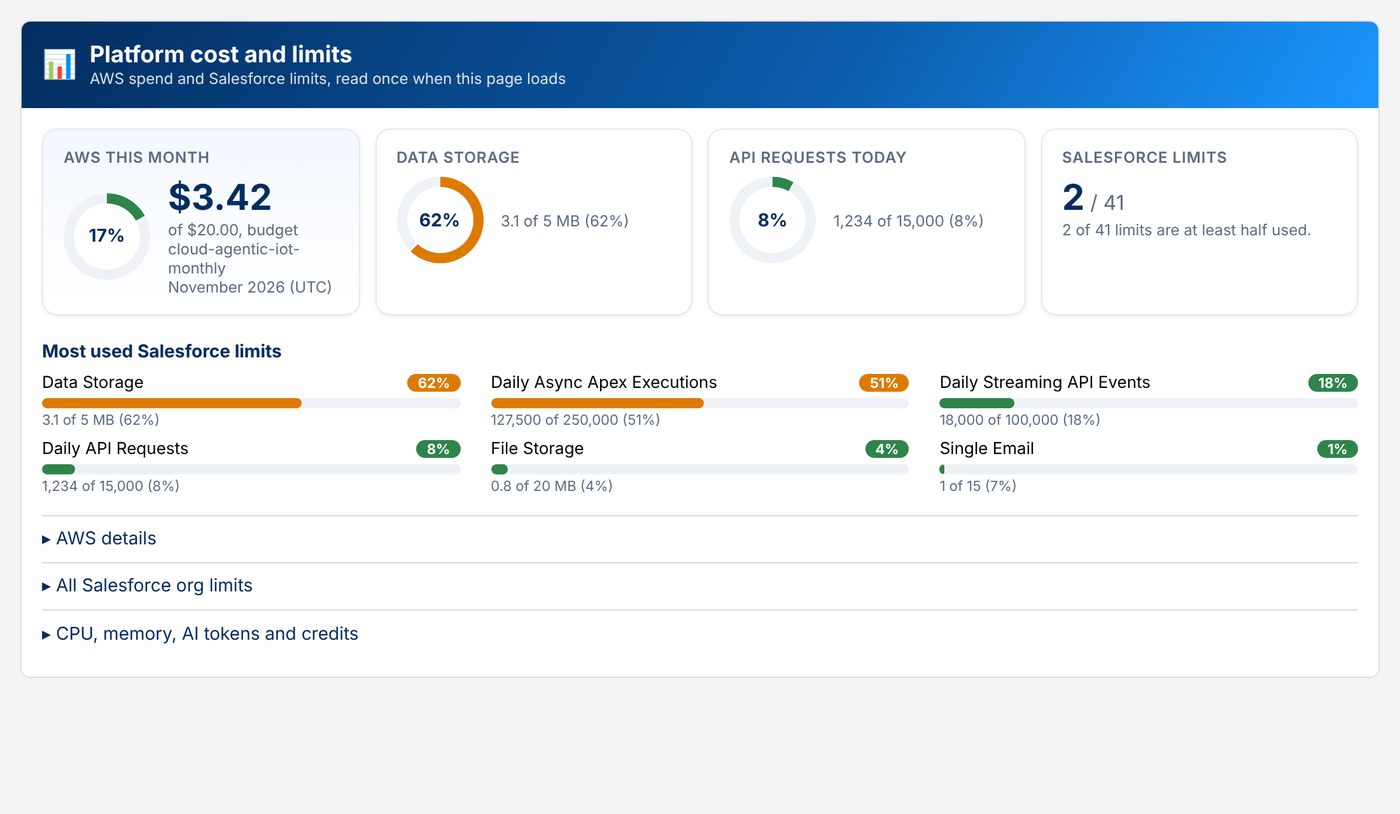 Platform cost and limits
AWS spend and Salesforce limits, read once when this page loads
AWS THIS MONTH
17%
$3.42
of $20.00, budget
cloud-agentic-iot-
monthly
November 2026 (UTC)
DATA STORAGE
62%
3.1 of 5 MB (62%)
API REQUESTS TODAY
8%
1,234 of 15,000 (8%)
SALESFORCE LIMITS
2 / 41
2 of 41 limits are at least half used.
Most used Salesforce limits
Data Storage 62%
3.1 of 5 MB (62%)
Daily Async Apex Executions 51%
127,500 of 250,000 (51%)
Daily Streaming API Events 18%
18,000 of 100,000 (18%)
Daily API Requests 8%
1,234 of 15,000 (8%)
File Storage 4%
0.8 of 20 MB (4%)
Single Email 1%
1 of 15 (7%)
▸ AWS details
▸ All Salesforce org limits
▸ CPU, memory, AI tokens and credits